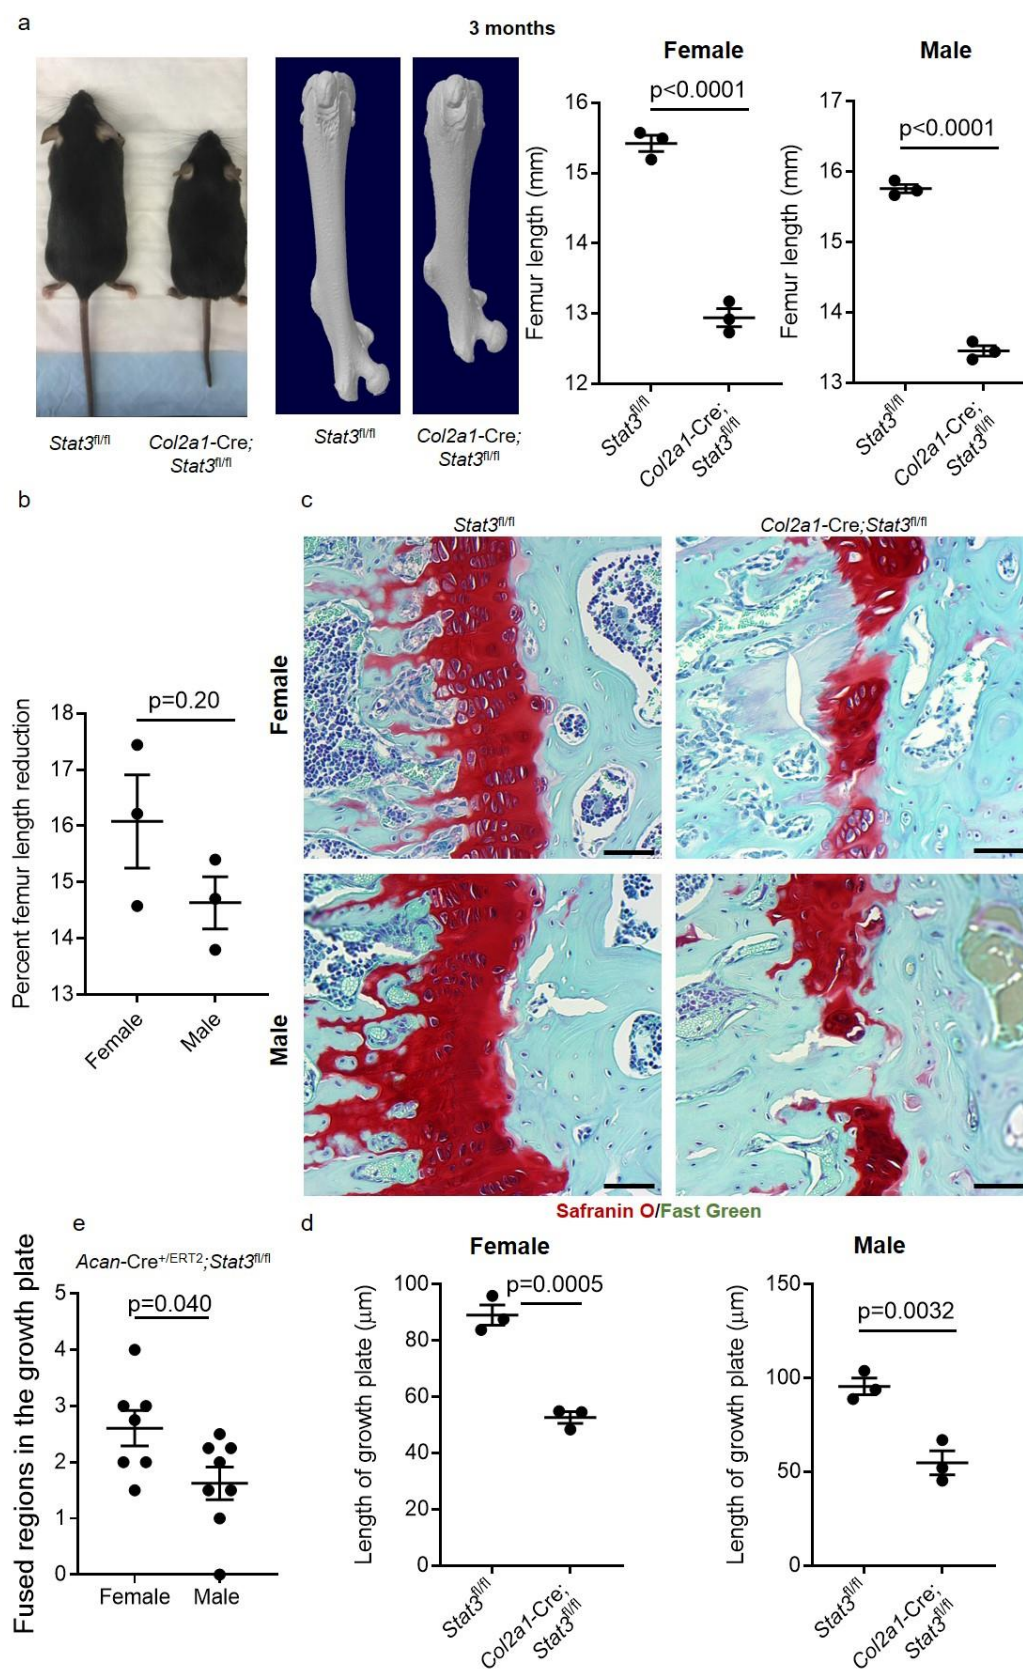 a
3 months
Female
Male
Femur length (mm)
16
15
14
13
12
p<0.0001
Stat3fl/fl
Col2a1-Cre;
Stat3fl/fl
Femur length (mm)
17
16
15
14
13
p<0.0001
Stat3fl/fl
Col2a1-Cre;
Stat3fl/fl
Stat3fl/fl
Col2a1-Cre;
Stat3fl/fl
Stat3fl/fl
Col2a1-Cre;
Stat3fl/fl
b
Percent femur length reduction
18
17
16
15
14
13
p=0.20
Female
Male
c
Stat3fl/fl
Col2a1-Cre;Stat3fl/fl
Female
Male
Safranin O/Fast Green
e
Acan-Cre+/ERT2;Stat3fl/fl
Fused regions in the growth plate
5
4
3
2
1
0
p=0.040
Female
Male
d
Female
Length of growth plate (μm)
100
80
60
40
20
0
p=0.0005
Stat3fl/fl
Col2a1-Cre;
Stat3fl/fl
Male
Length of growth plate (μm)
150
100
50
0
p=0.0032
Stat3fl/fl
Col2a1-Cre;
Stat3fl/fl